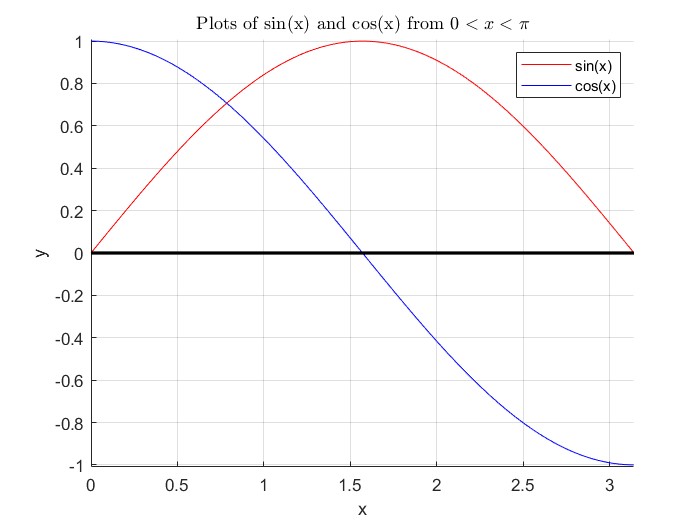 Plots of sin(x) and cos(x) from 0 < x < π
sin(x)
cos(x)
1
0.8
0.6
0.4
0.2
0
-0.2
-0.4
-0.6
-0.8
-1
y
0 0.5 1 1.5 2 2.5 3
x